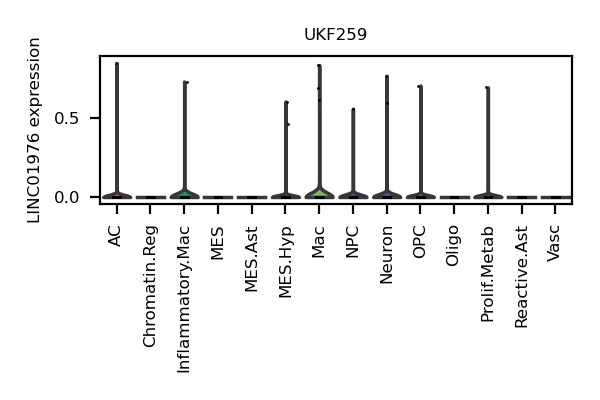 UKF259
LINC01976 expression
0.5
0.0
AC
Chromatin.Reg
Inflammatory.Mac
MES
MES.Ast
MES.Hyp
Mac
NPC
Neuron
OPC
Oligo
Prolif.Metab
Reactive.Ast
Vasc